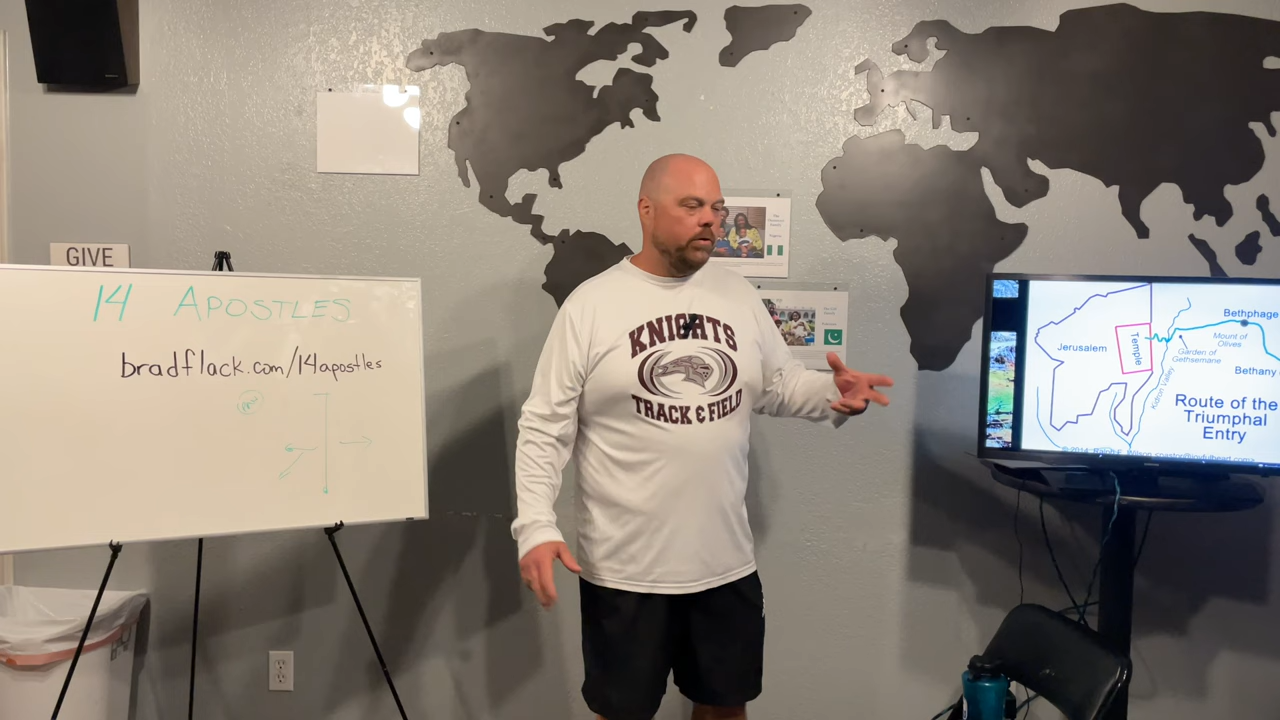 GIVE
14 APOSTLES
bradflack.com/14apostles
KNIGHTS
TRACK & FIELD
Jerusalem
Temple
Bethphage
Mount of
Olives
Garden of
Gethsemane
Bethany
Kidron Valley
Route of the
Triumphal
Entry